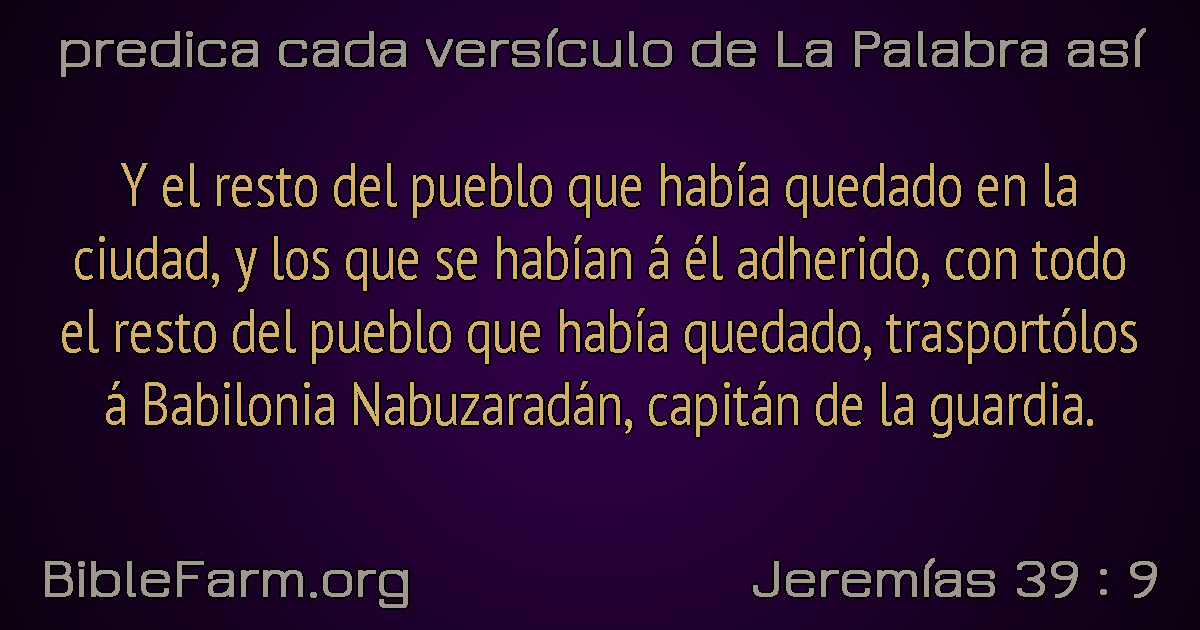 predica cada versículo de La Palabra así
Y el resto del pueblo que había quedado en la
ciudad, y los que se habían á él adherido, con todo
el resto del pueblo que había quedado, trasportólos
á Babilonia Nabuzaradán, capitán de la guardia.
BibleFarm.org
Jeremías 39 : 9